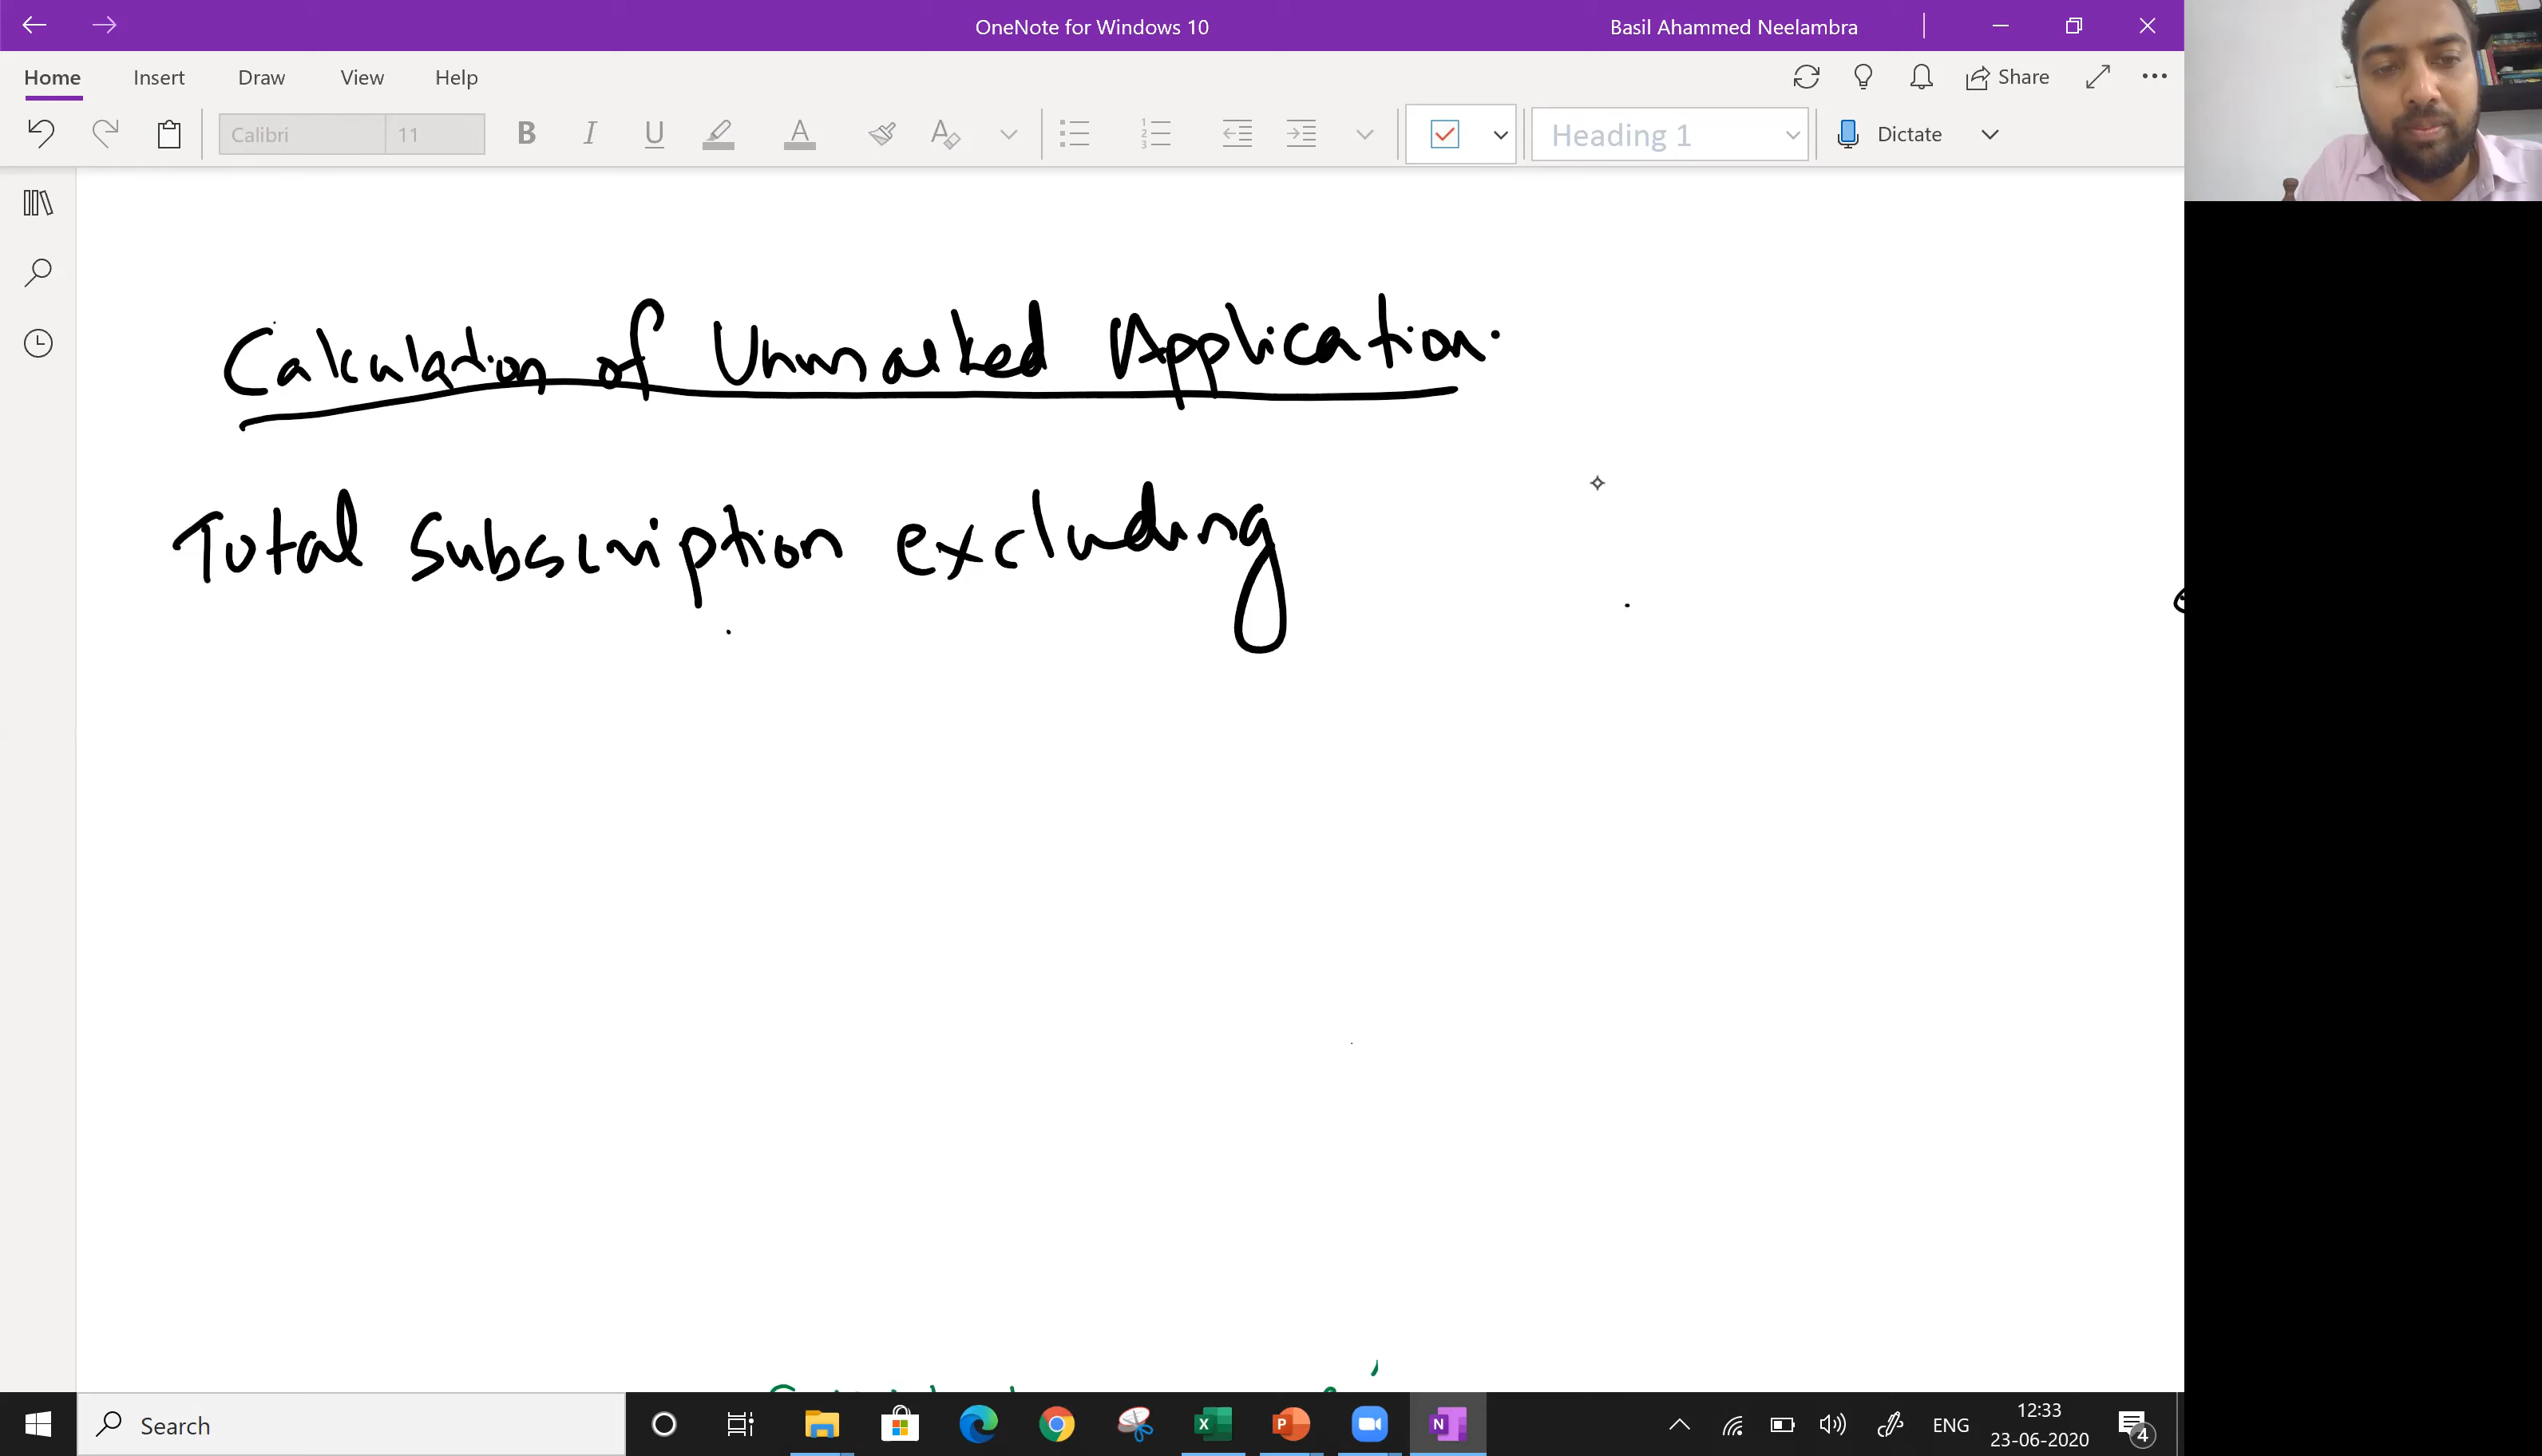 OneNote for Windows 10
Basil Ahammed Neelambra
Home Insert Draw View Help
Share
Calibri 11 B I U A A
Heading 1
Dictate
Calculation of Unmarked Application.
Total Subscription excluding
Search
ENG
12:33
23-06-2020
4